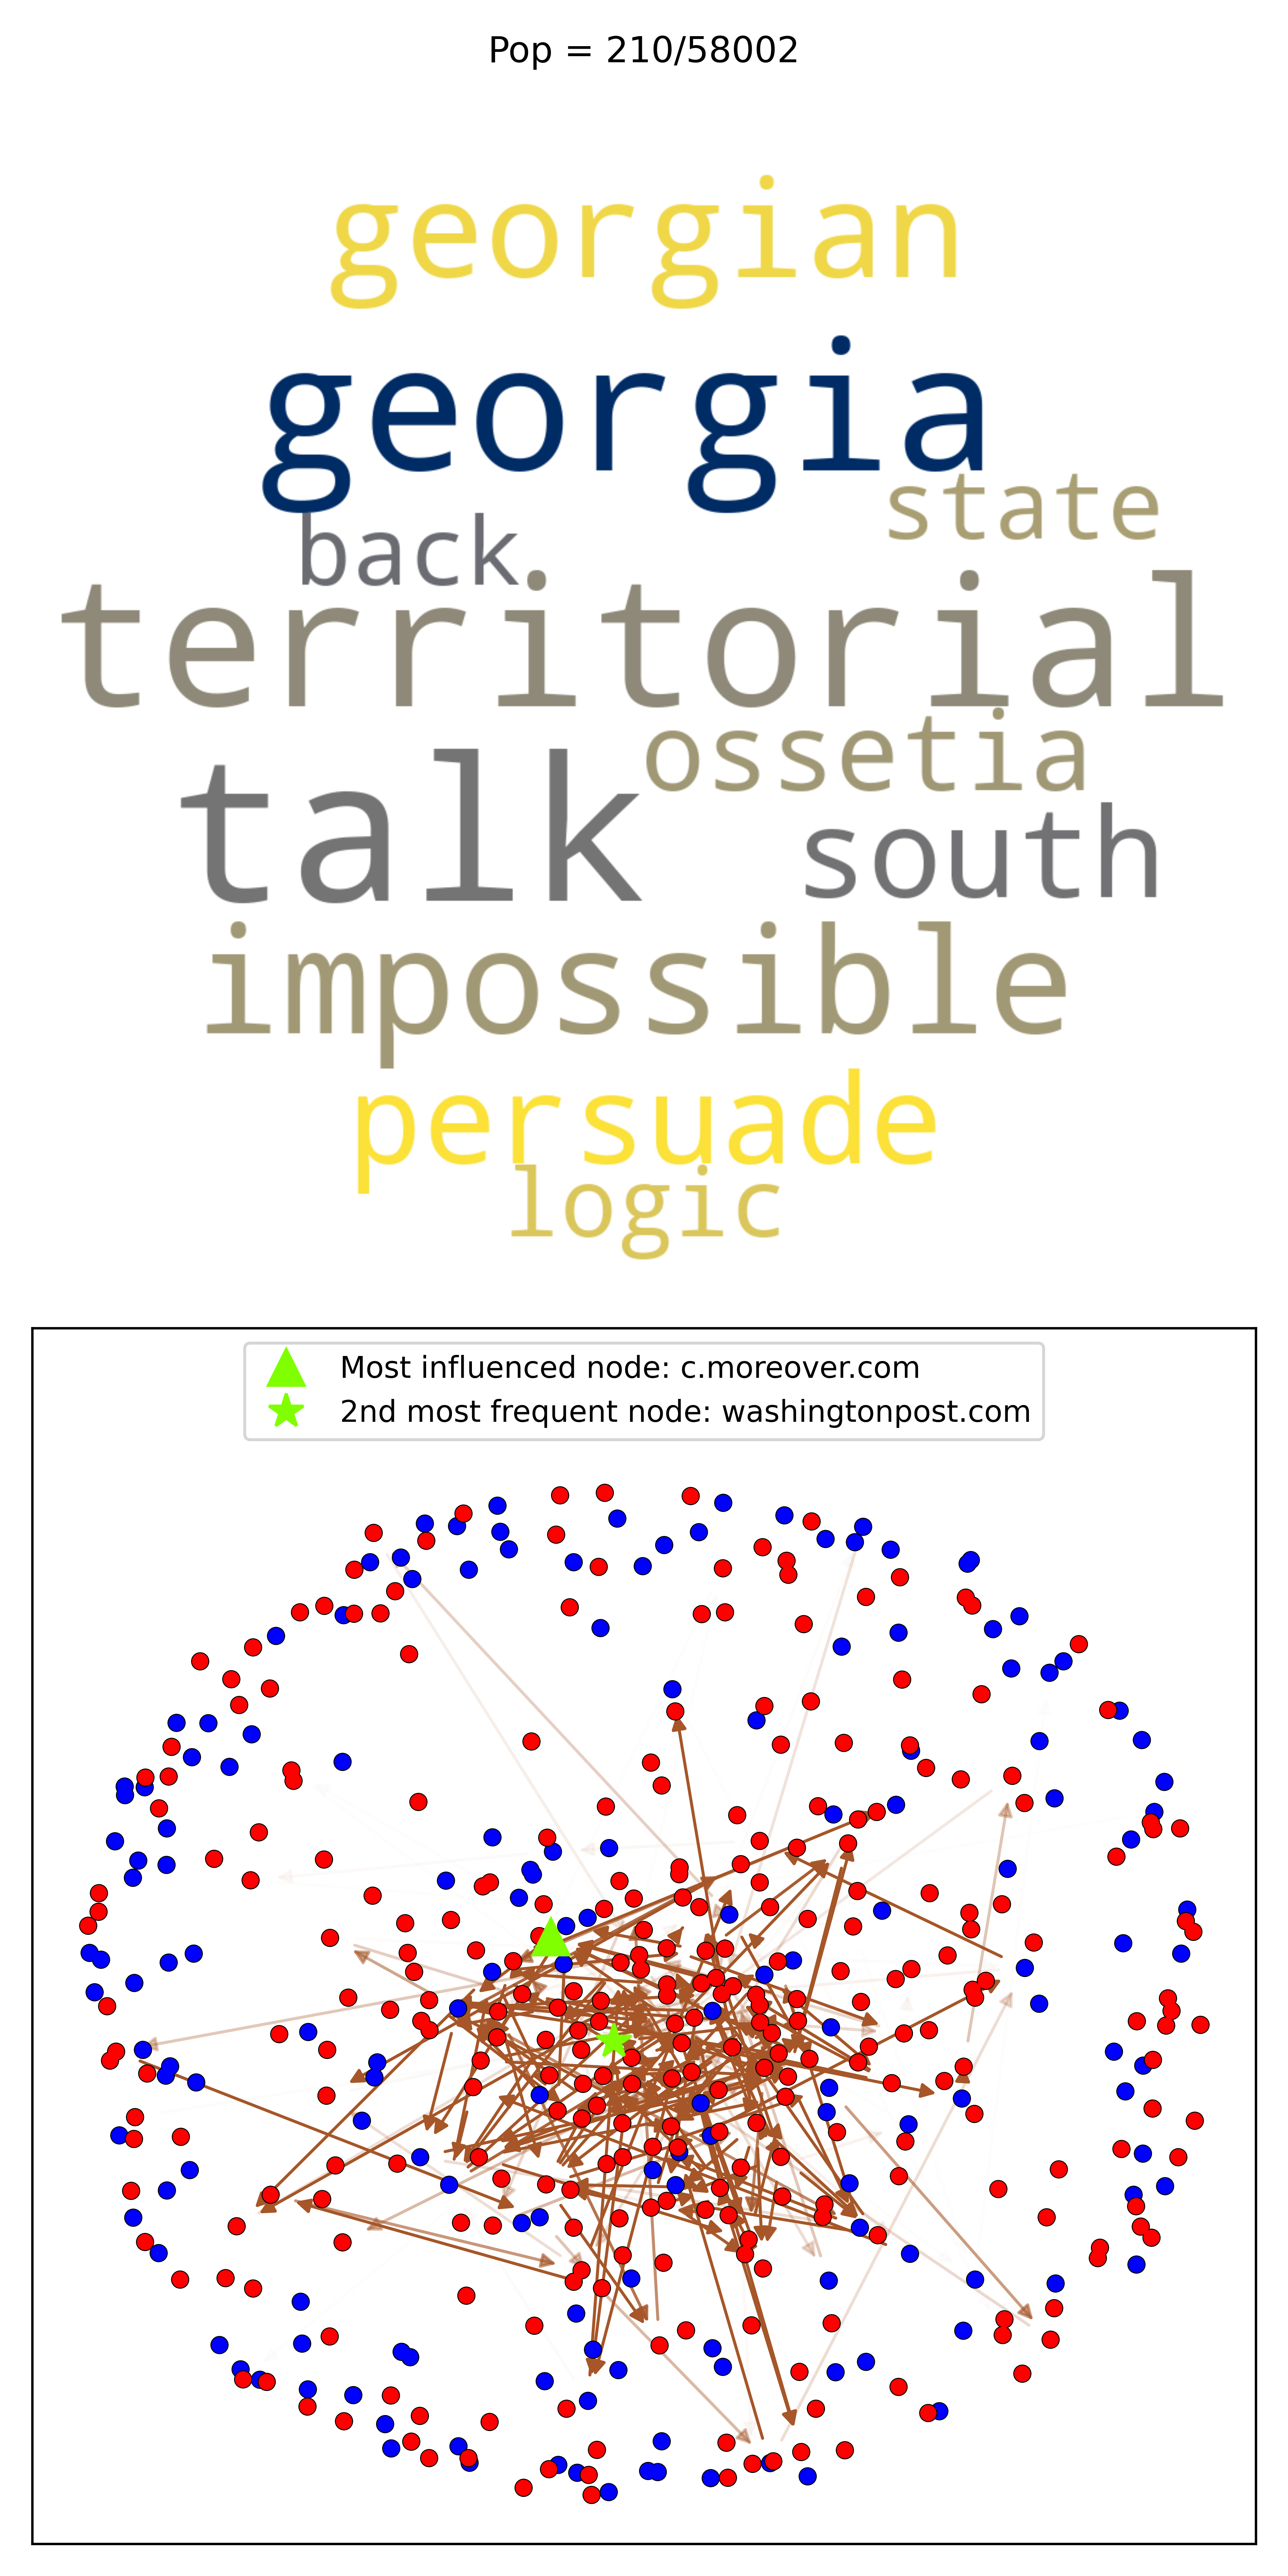 Pop = 210/58002
georgian
georgia
state
back
territorial
ossetia
talk
south
impossible
persuade
logic
Most influenced node: c.moreover.com
2nd most frequent node: washingtonpost.com